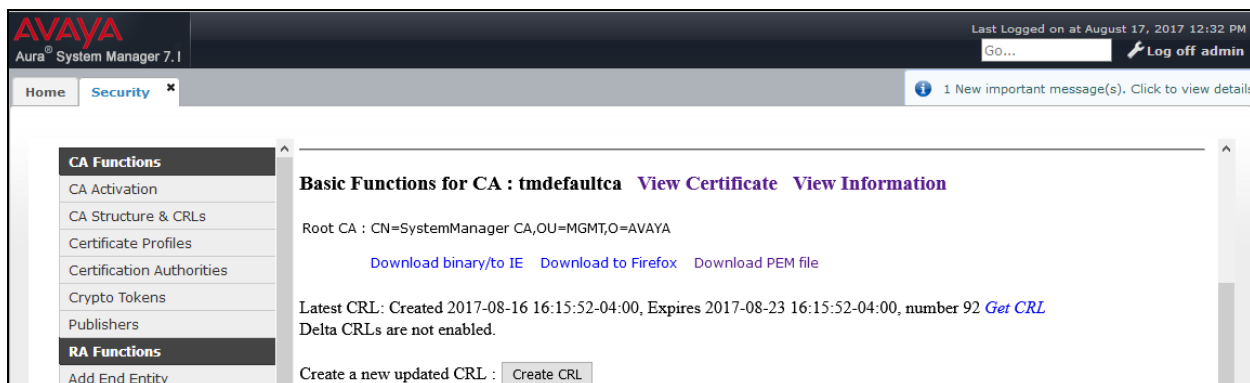 AVAYA
Aura® System Manager 7.1
Last Logged on at August 17, 2017 12:32 PM
Go...
Log off admin
Home
Security
1 New important message(s). Click to view details
CA Functions
CA Activation
CA Structure & CRLs
Certificate Profiles
Certification Authorities
Crypto Tokens
Publishers
RA Functions
Add End Entity
Basic Functions for CA : tmdefaultca View Certificate View Information
Root CA : CN=SystemManager CA,OU=MGMT,O=AVAYA
Download binary/to IE Download to Firefox Download PEM file
Latest CRL: Created 2017-08-16 16:15:52-04:00, Expires 2017-08-23 16:15:52-04:00, number 92 Get CRL
Delta CRLs are not enabled.
Create a new updated CRL : Create CRL